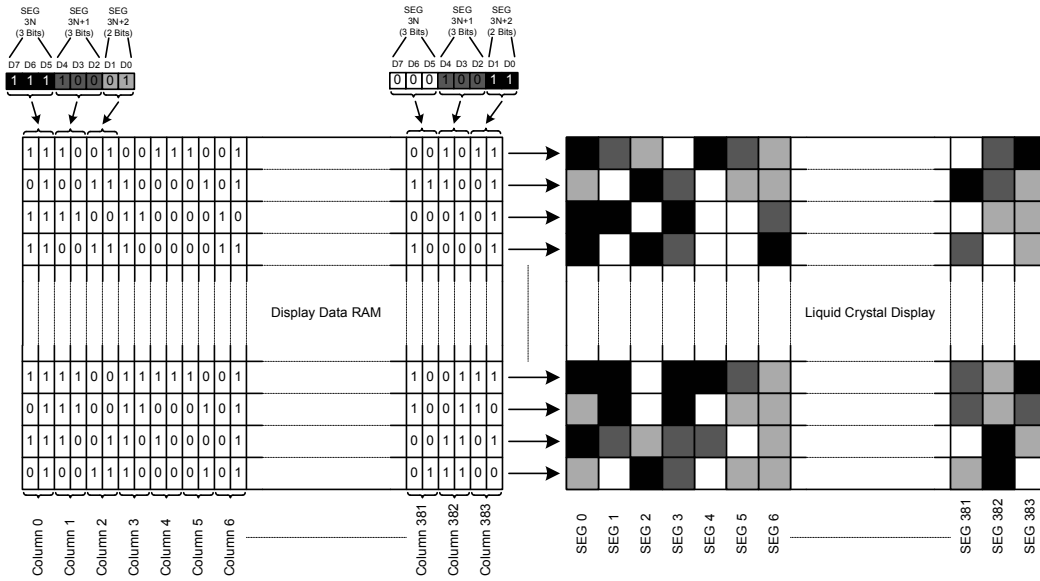 SEG 3N (3 Bits) SEG 3N+1 (3 Bits) SEG 3N+2 (2 Bits)
D7 D6 D5 D4 D3 D2 D1 D0
1 1 1 1 0 0 0 1
SEG 3N (3 Bits) SEG 3N+1 (3 Bits) SEG 3N+2 (2 Bits)
D7 D6 D5 D4 D3 D2 D1 D0
0 0 0 1 0 0 1 1
1 1 1 0 0 1 0 0 1 1 1 0 0 1 0 0 1 0 1 1
0 1 0 0 1 1 1 0 0 0 0 1 0 1 1 1 1 0 0 1
1 1 1 1 0 0 1 1 0 0 0 0 1 0 0 0 0 1 0 1
1 1 0 0 1 1 1 0 0 0 0 0 1 1 1 0 0 0 0 1
Display Data RAM
Liquid Crystal Display
1 1 1 1 0 0 1 1 1 1 1 0 0 1 1 0 0 1 1 1
0 1 1 1 0 0 1 1 0 0 0 1 0 1 1 0 0 1 1 0
1 1 1 0 0 1 1 0 1 0 0 0 0 1 0 0 1 1 0 1
0 1 0 0 1 1 1 0 0 0 0 1 0 1 0 1 1 1 0 0
Column 0
Column 1
Column 2
Column 3
Column 4
Column 5
Column 6
Column 381
Column 382
Column 383
SEG 0
SEG 1
SEG 2
SEG 3
SEG 4
SEG 5
SEG 6
SEG 381
SEG 382
SEG 383